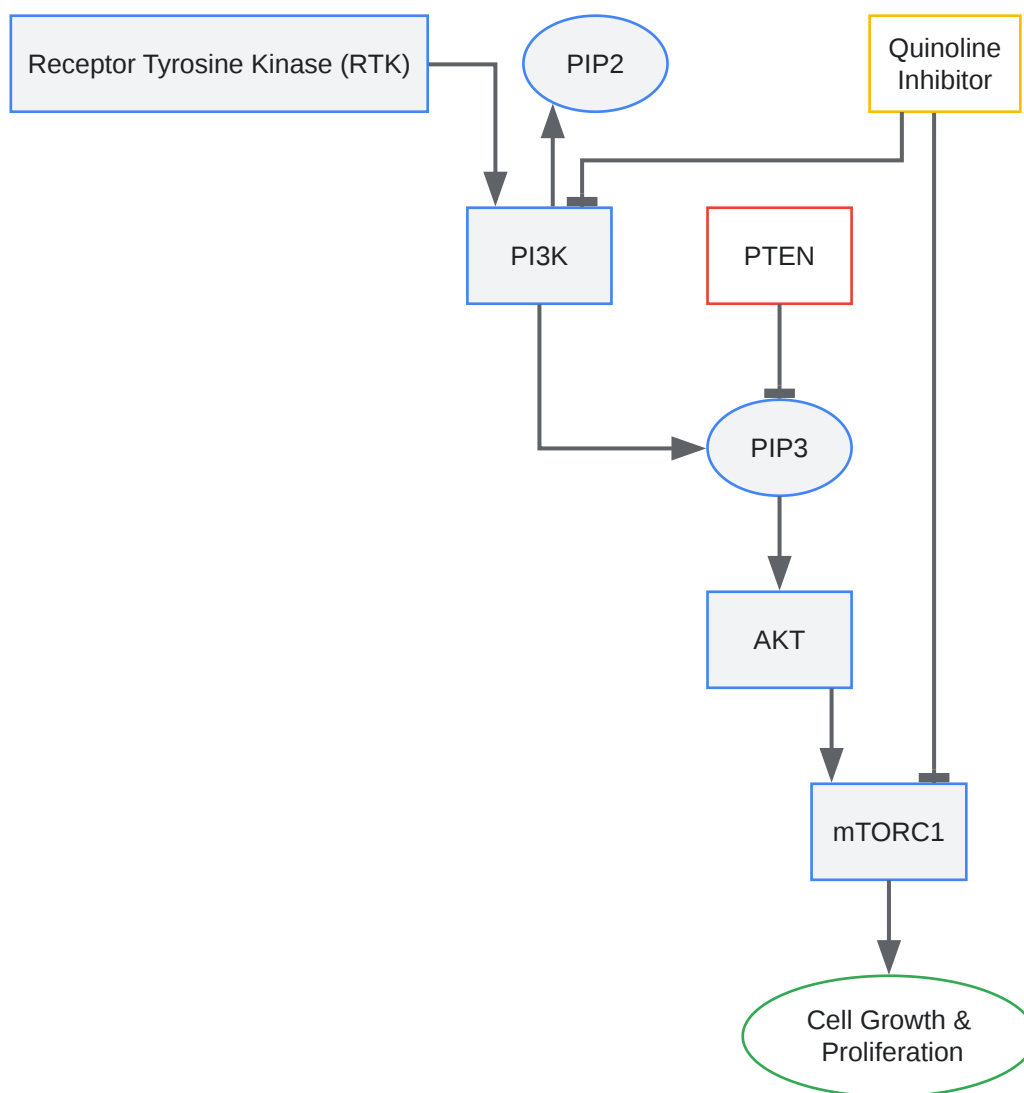 Receptor Tyrosine Kinase (RTK)
PIP2
Quinoline
Inhibitor
PI3K
PTEN
PIP3
AKT
mTORC1
Cell Growth &
Proliferation